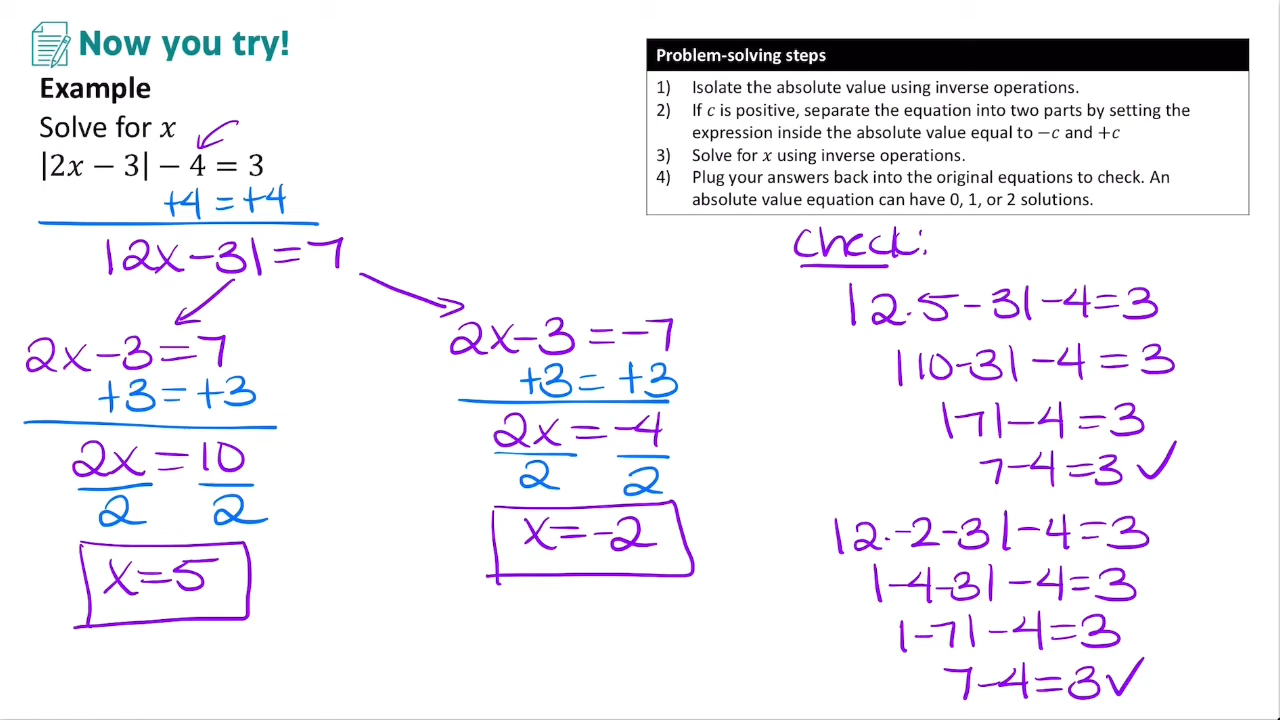 Now you try!
Example
Solve for x
|2x − 3| − 4 = 3
+4 = +4
|2x − 3| = 7
2x − 3 = 7
+3 = +3
2x = 10
2 2
x = 5
2x − 3 = −7
+3 = +3
2x = −4
2 2
x = −2
Problem-solving steps
1) Isolate the absolute value using inverse operations.
2) If c is positive, separate the equation into two parts by setting the
expression inside the absolute value equal to −c and +c
3) Solve for x using inverse operations.
4) Plug your answers back into the original equations to check. An
absolute value equation can have 0, 1, or 2 solutions.
Check:
|2·5 − 3| − 4 = 3
|10 − 3| − 4 = 3
|7| − 4 = 3
7 − 4 = 3 ✓
|2·−2 − 3| − 4 = 3
|−4 − 3| − 4 = 3
|−7| − 4 = 3
7 − 4 = 3 ✓